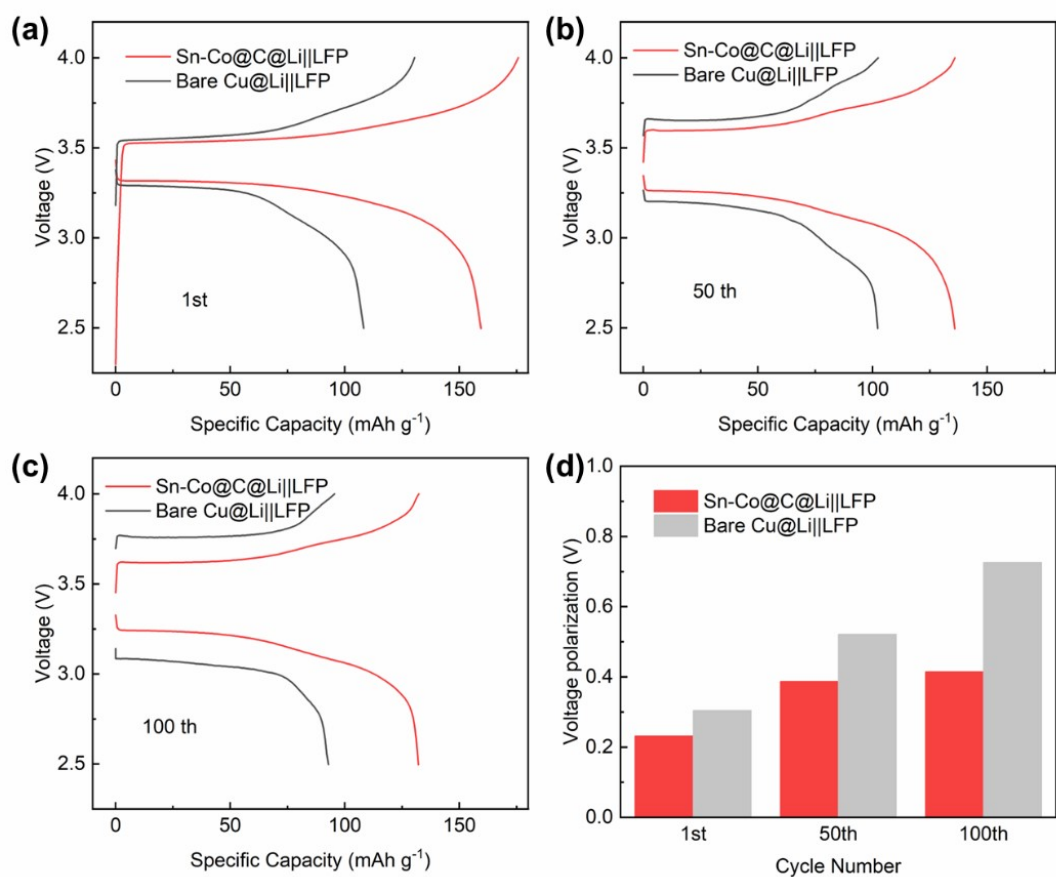 (a)
Sn-Co@C@Li||LFP
Bare Cu@Li||LFP
4.0
3.5
3.0
2.5
Voltage (V)
1st
0
50
100
150
Specific Capacity (mAh g⁻¹)
(b)
Sn-Co@C@Li||LFP
Bare Cu@Li||LFP
4.0
3.5
3.0
2.5
Voltage (V)
50 th
0
50
100
150
Specific Capacity (mAh g⁻¹)
(c)
Sn-Co@C@Li||LFP
Bare Cu@Li||LFP
4.0
3.5
3.0
2.5
Voltage (V)
100 th
0
50
100
150
Specific Capacity (mAh g⁻¹)
(d)
Sn-Co@C@Li||LFP
Bare Cu@Li||LFP
1.0
0.8
0.6
0.4
0.2
0.0
Voltage polarization (V)
1st
50th
100th
Cycle Number